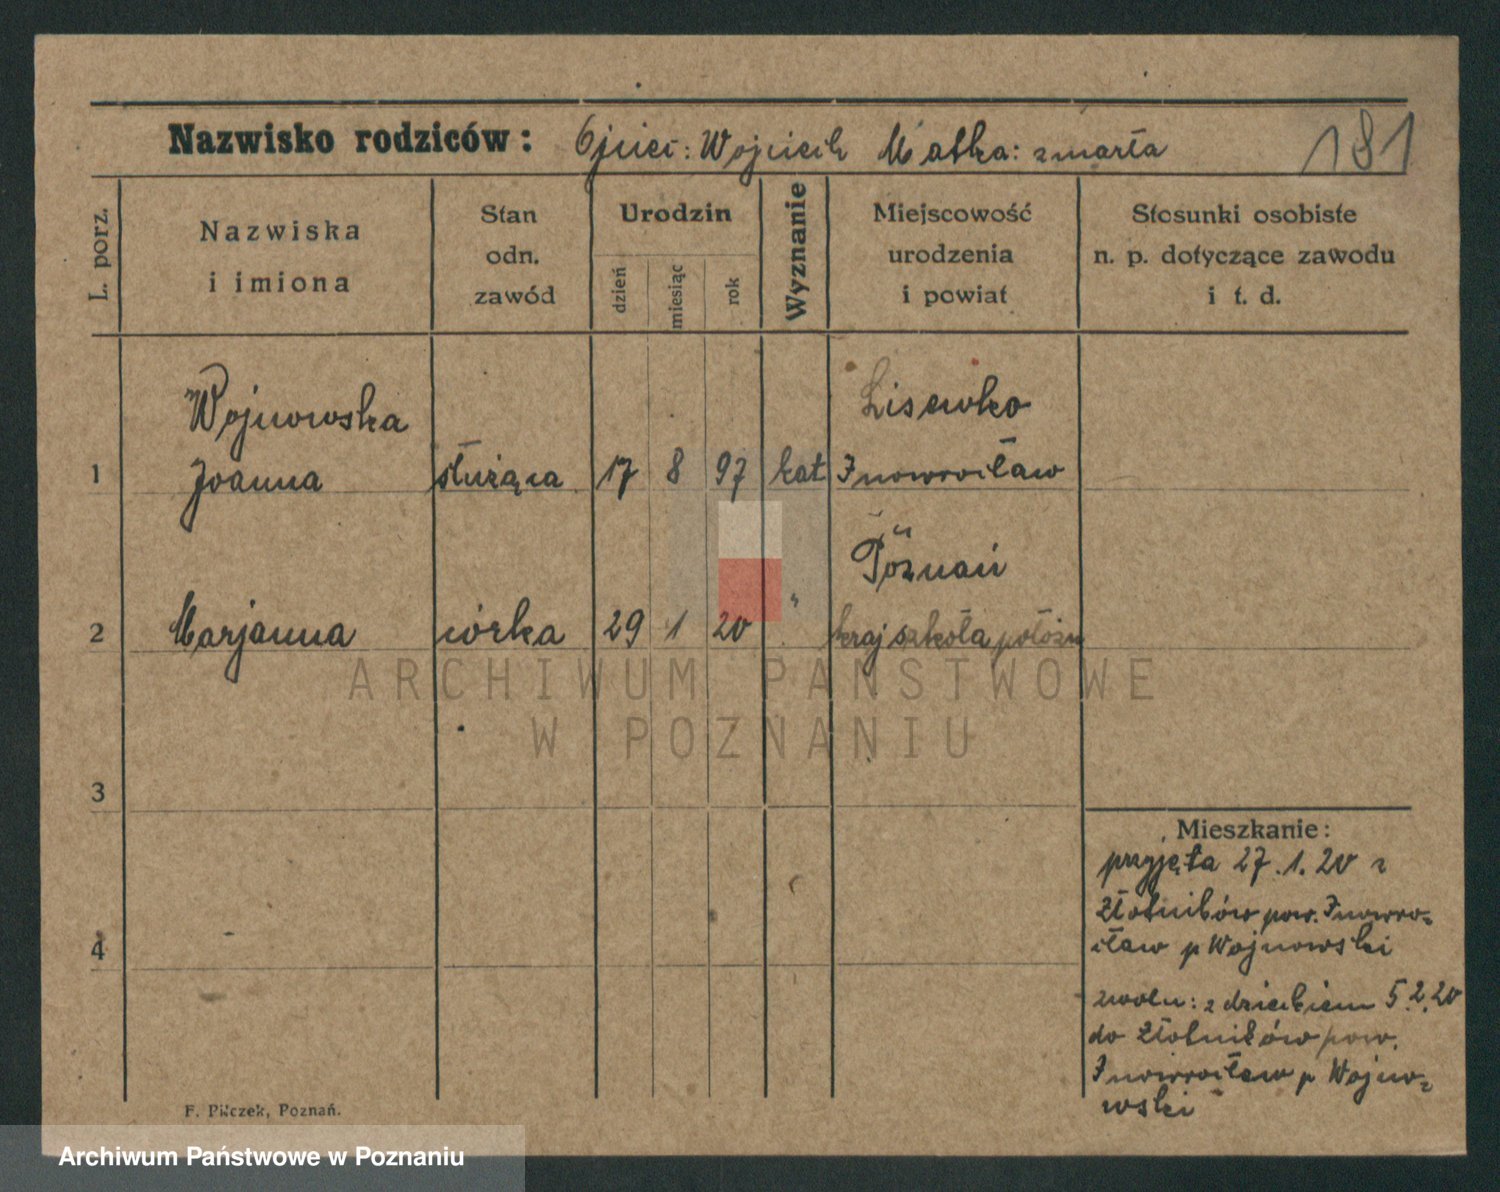 Nazwisko rodziców: Ojciec: Wojciech Matka: zmarła 181
L. porz.
Nazwiska
i imiona
Stan
odn.
zawód
Urodzin
dzień
miesiąc
rok
Wyznanie
Miejscowość
urodzenia
i powiat
Stosunki osobiste
n. p. dotyczące zawodu
i t. d.
Wojnowska Lisewko
1 Joanna służąca 17 8 97 kat Inowrocław
Poznań
2 Marjanna córka 29 1 20 " kraj szkoła położn
3
4
Mieszkanie:
przyjęta 27.1.20 z
Złotników pow. Inowro=
cław p Wojnowski
zwoln: z dzieckiem 5.2.20
do Złotników pow.
Inowrocław p Wojno=
wski
F. Pilczek, Poznań.
ARCHIWUM PAŃSTWOWE
W POZNANIU
Archiwum Państwowe w Poznaniu